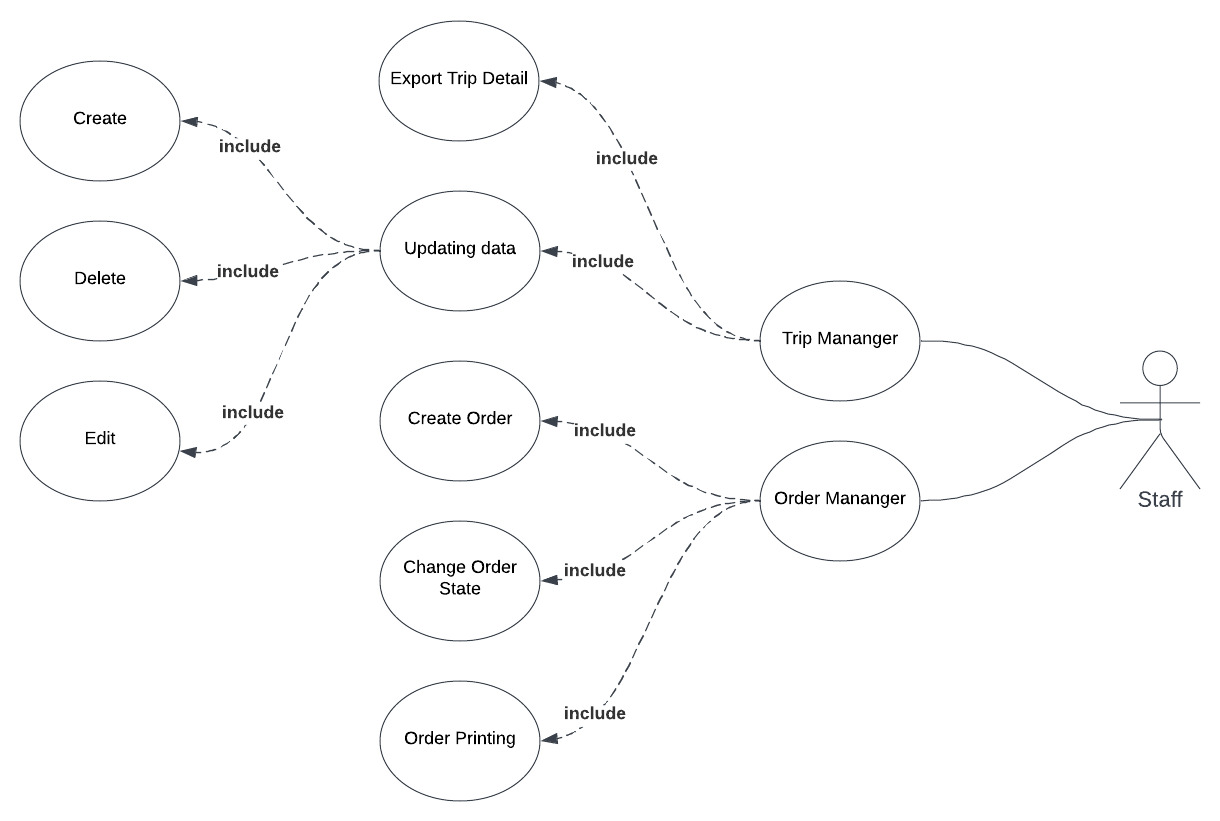 Export Trip Detail
Create
include
include
Updating data
include
include
Delete
include
Trip Mananger
Create Order
include
include
Edit
Order Mananger
Staff
Change Order
State
include
include
Order Printing